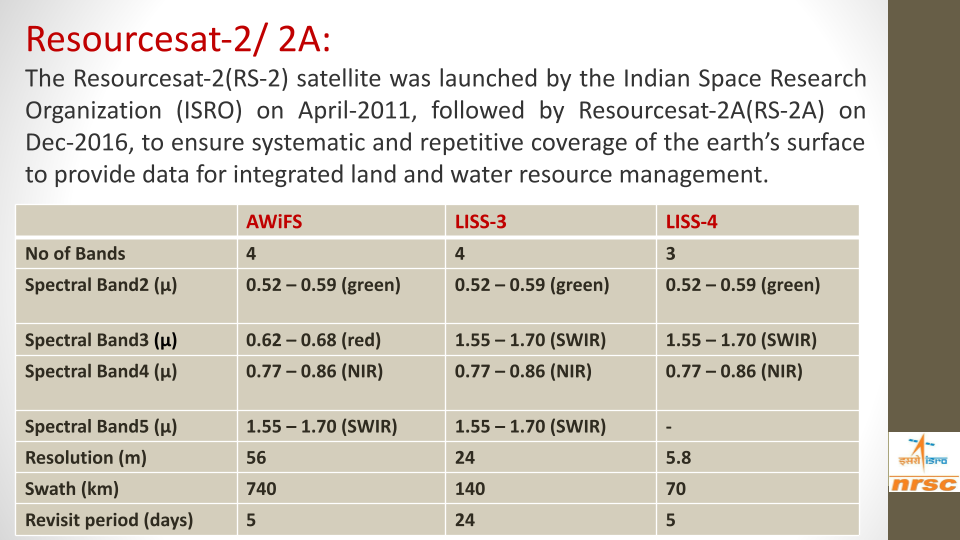 Resourcesat-2/ 2A:
The Resourcesat-2(RS-2) satellite was launched by the Indian Space Research
Organization (ISRO) on April-2011, followed by Resourcesat-2A(RS-2A) on
Dec-2016, to ensure systematic and repetitive coverage of the earth’s surface
to provide data for integrated land and water resource management.
AWiFS LISS-3 LISS-4
No of Bands 4 4 3
Spectral Band2 (µ) 0.52 – 0.59 (green) 0.52 – 0.59 (green) 0.52 – 0.59 (green)
Spectral Band3 (µ) 0.62 – 0.68 (red) 1.55 – 1.70 (SWIR) 1.55 – 1.70 (SWIR)
Spectral Band4 (µ) 0.77 – 0.86 (NIR) 0.77 – 0.86 (NIR) 0.77 – 0.86 (NIR)
Spectral Band5 (µ) 1.55 – 1.70 (SWIR) 1.55 – 1.70 (SWIR) -
Resolution (m) 56 24 5.8
Swath (km) 740 140 70
Revisit period (days) 5 24 5
इसरो isro
nrsc